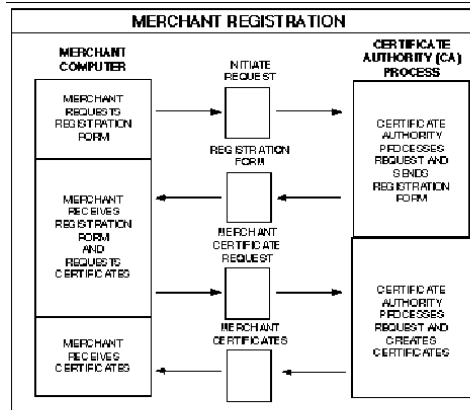 MERCHANT REGISTRATION
MERCHANT
COMPUTER
INITIATE
REQUEST
CERTIFICATE
AUTHORITY (CA)
PROCESS
MERCHANT
REQUESTS
REGISTRATION
FORM
REGISTRATION
FORM
CERTIFICATE
AUTHORITY
PROCESSES
REQUEST AND
SENDS
REGISTRATION
FORM
MERCHANT
RECEIVES
REGISTRATION
FORM
AND
REQUESTS
CERTIFICATES
MERCHANT
CERTIFICATE
REQUEST
CERTIFICATE
AUTHORITY
PROCESSES
REQUEST AND
CREATES
CERTIFICATES
MERCHANT
CERTIFICATES
MERCHANT
RECEIVES
CERTIFICATES